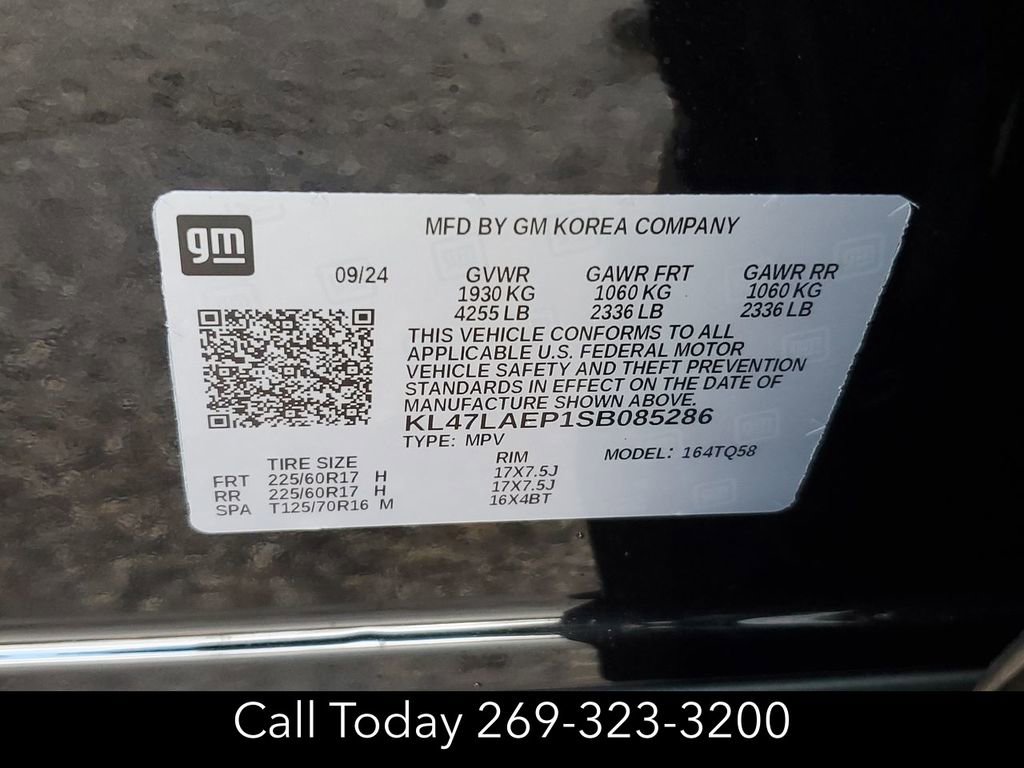 gm
MFD BY GM KOREA COMPANY
09/24 GVWR GAWR FRT GAWR RR
1930 KG 1060 KG 1060 KG
4255 LB 2336 LB 2336 LB
THIS VEHICLE CONFORMS TO ALL
APPLICABLE U.S. FEDERAL MOTOR
VEHICLE SAFETY AND THEFT PREVENTION
STANDARDS IN EFFECT ON THE DATE OF
MANUFACTURE SHOWN ABOVE.
KL47LAEP1SB085286
TYPE: MPV MODEL: 164TQ58
TIRE SIZE RIM
FRT 225/60R17 H 17X7.5J
RR 225/60R17 H 17X7.5J
SPA T125/70R16 M 16X4BT
Call Today 269-323-3200